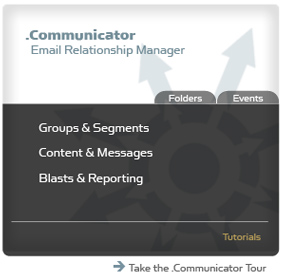 .Communicator
Email Relationship Manager
Folders Events
Groups & Segments
Content & Messages
Blasts & Reporting
Tutorials
Take the .Communicator Tour